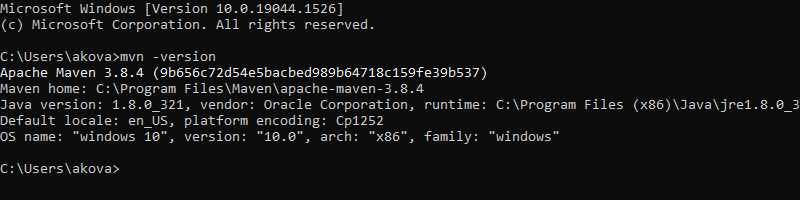 Microsoft Windows [Version 10.0.19044.1526]
(c) Microsoft Corporation. All rights reserved.
C:\Users\akova>mvn -version
Apache Maven 3.8.4 (9b656c72d54e5bacbed989b64718c159fe39b537)
Maven home: C:\Program Files\Maven\apache-maven-3.8.4
Java version: 1.8.0_321, vendor: Oracle Corporation, runtime: C:\Program Files (x86)\Java\jre1.8.0_3
Default locale: en_US, platform encoding: Cp1252
OS name: "windows 10", version: "10.0", arch: "x86", family: "windows"
C:\Users\akova>